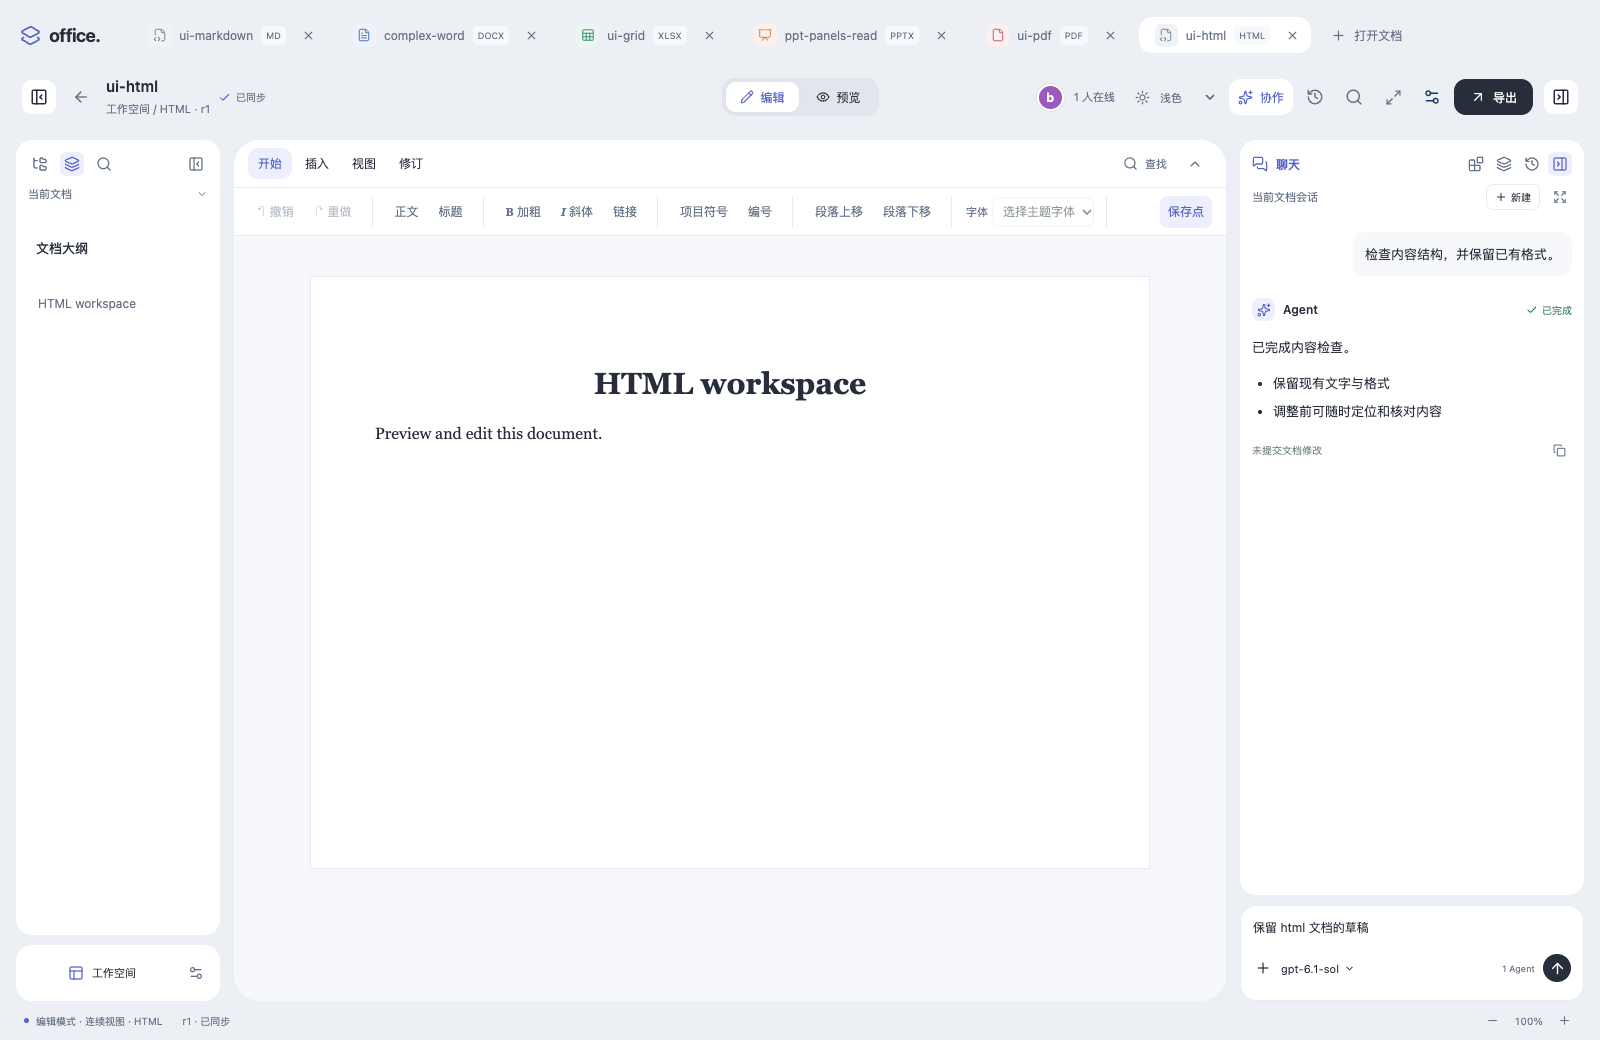 office.
ui-markdown MD
complex-word DOCX
ui-grid XLSX
ppt-panels-read PPTX
ui-pdf PDF
ui-html HTML
打开文档
ui-html
工作空间 / HTML · r1
已同步
编辑
预览
b
1 人在线
浅色
协作
导出
当前文档
文档大纲
HTML workspace
工作空间
开始 插入 视图 修订
查找
撤销 重做 正文 标题 B 加粗 I 斜体 链接 项目符号 编号 段落上移 段落下移 字体 选择主题字体 保存点
HTML workspace
Preview and edit this document.
聊天
当前文档会话
新建
检查内容结构，并保留已有格式。
Agent
已完成
已完成内容检查。
• 保留现有文字与格式
• 调整前可随时定位和核对内容
未提交文档修改
保留 html 文档的草稿
gpt-6.1-sol
1 Agent
编辑模式 · 连续视图 · HTML
r1 · 已同步
100%